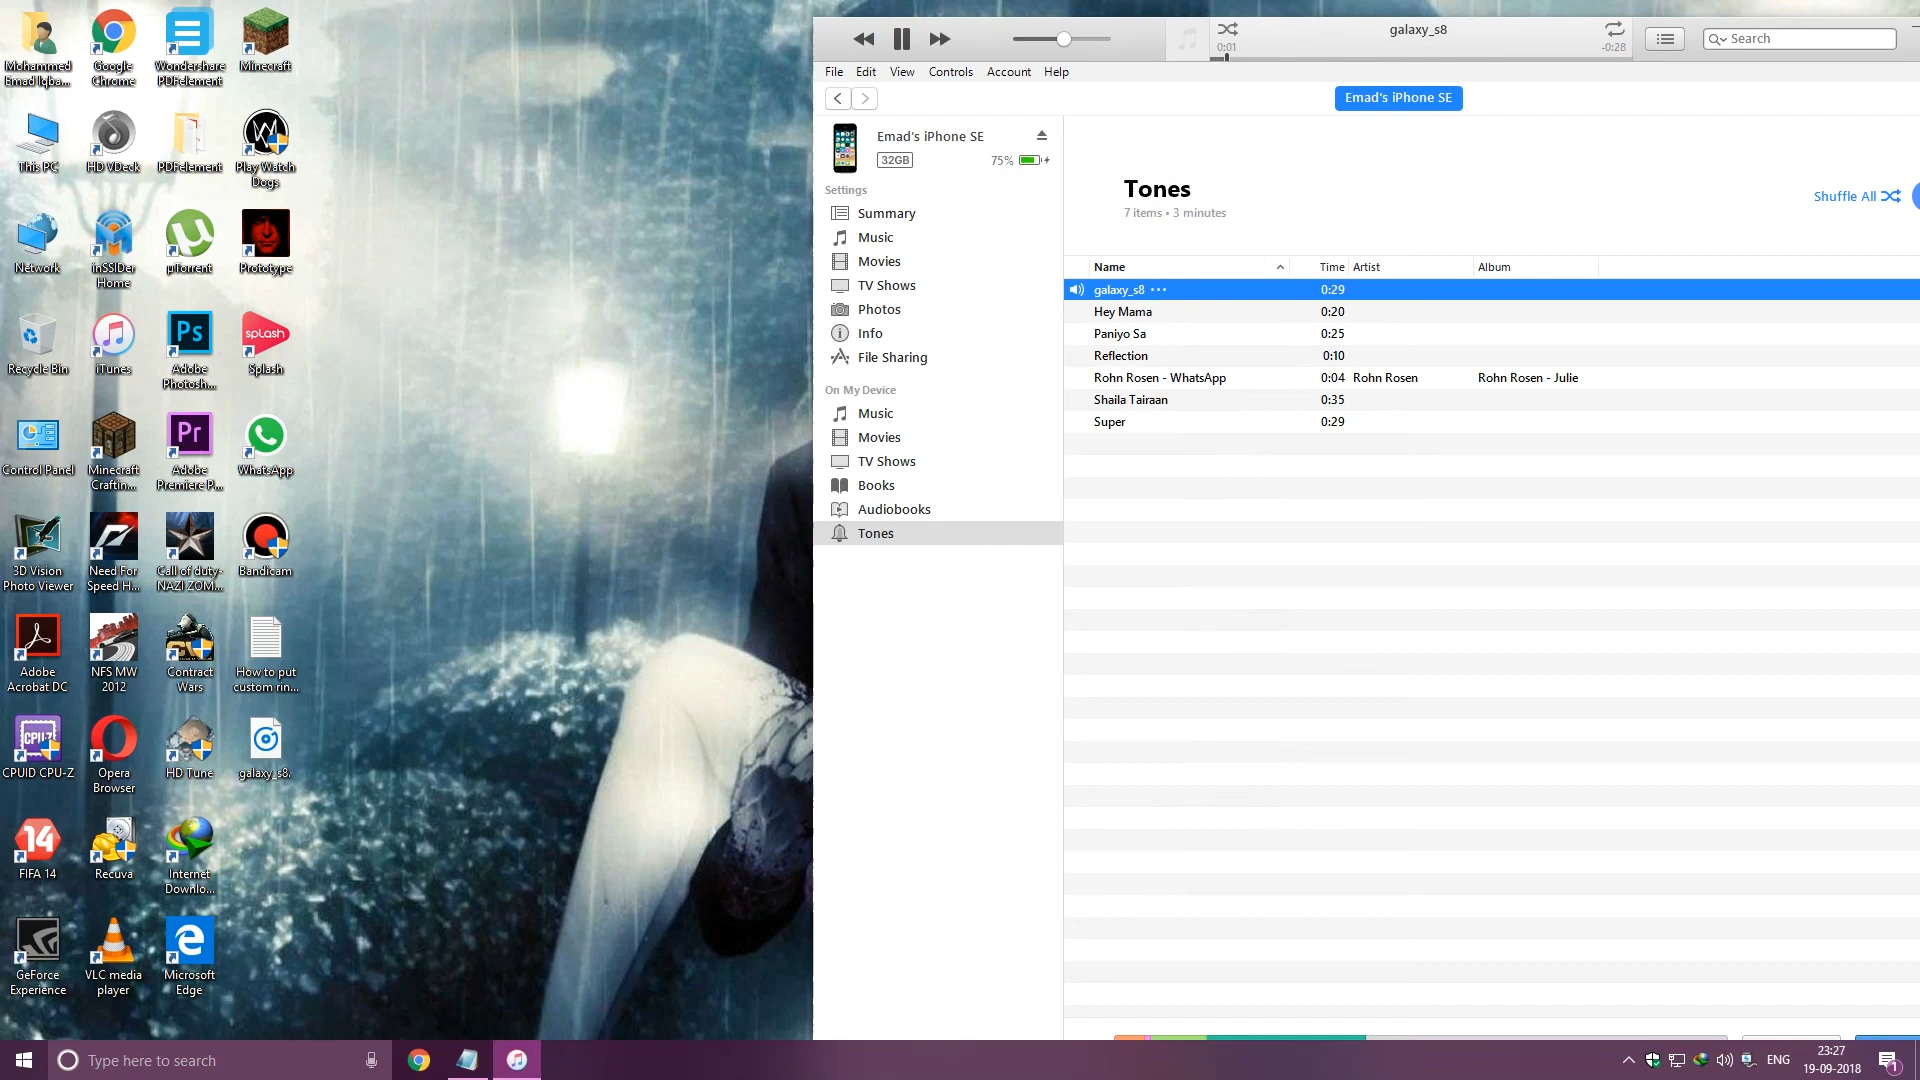 Mohammed
Emad Iqba...
Google
Chrome
Wondershare
PDFelement
Minecraft
This PC
HD VDeck
PDFelement
Play Watch
Dogs
Network
inSSIDer
Home
µTorrent
Prototype
Recycle Bin
iTunes
Ps
Adobe
Photosh...
splash
Splash
Control Panel
Minecraft
Craftin...
Pr
Adobe
Premiere P...
WhatsApp
3D Vision
Photo Viewer
Need For
Speed H...
Call of duty-
NAZI ZOM...
Bandicam
Adobe
Acrobat DC
NFS MW
2012
Contract
Wars
How to put
custom rin...
CPU-Z
CPUID CPU-Z
Opera
Browser
HD Tune
galaxy_s8.
14
FIFA 14
Recuva
Internet
Downlo...
GeForce
Experience
VLC media
player
Microsoft
Edge
galaxy_s8
0:01
-0:28
Search
File Edit View Controls Account Help
Emad's iPhone SE
Emad's iPhone SE
32GB
75%
Settings
Summary
Music
Movies
TV Shows
Photos
Info
File Sharing
On My Device
Music
Movies
TV Shows
Books
Audiobooks
Tones
Tones
7 items • 3 minutes
Shuffle All
Name Time Artist Album
galaxy_s8 ••• 0:29
Hey Mama 0:20
Paniyo Sa 0:25
Reflection 0:10
Rohn Rosen - WhatsApp 0:04 Rohn Rosen Rohn Rosen - Julie
Shaila Tairaan 0:35
Super 0:29
Type here to search
ENG
23:27
19-09-2018
1